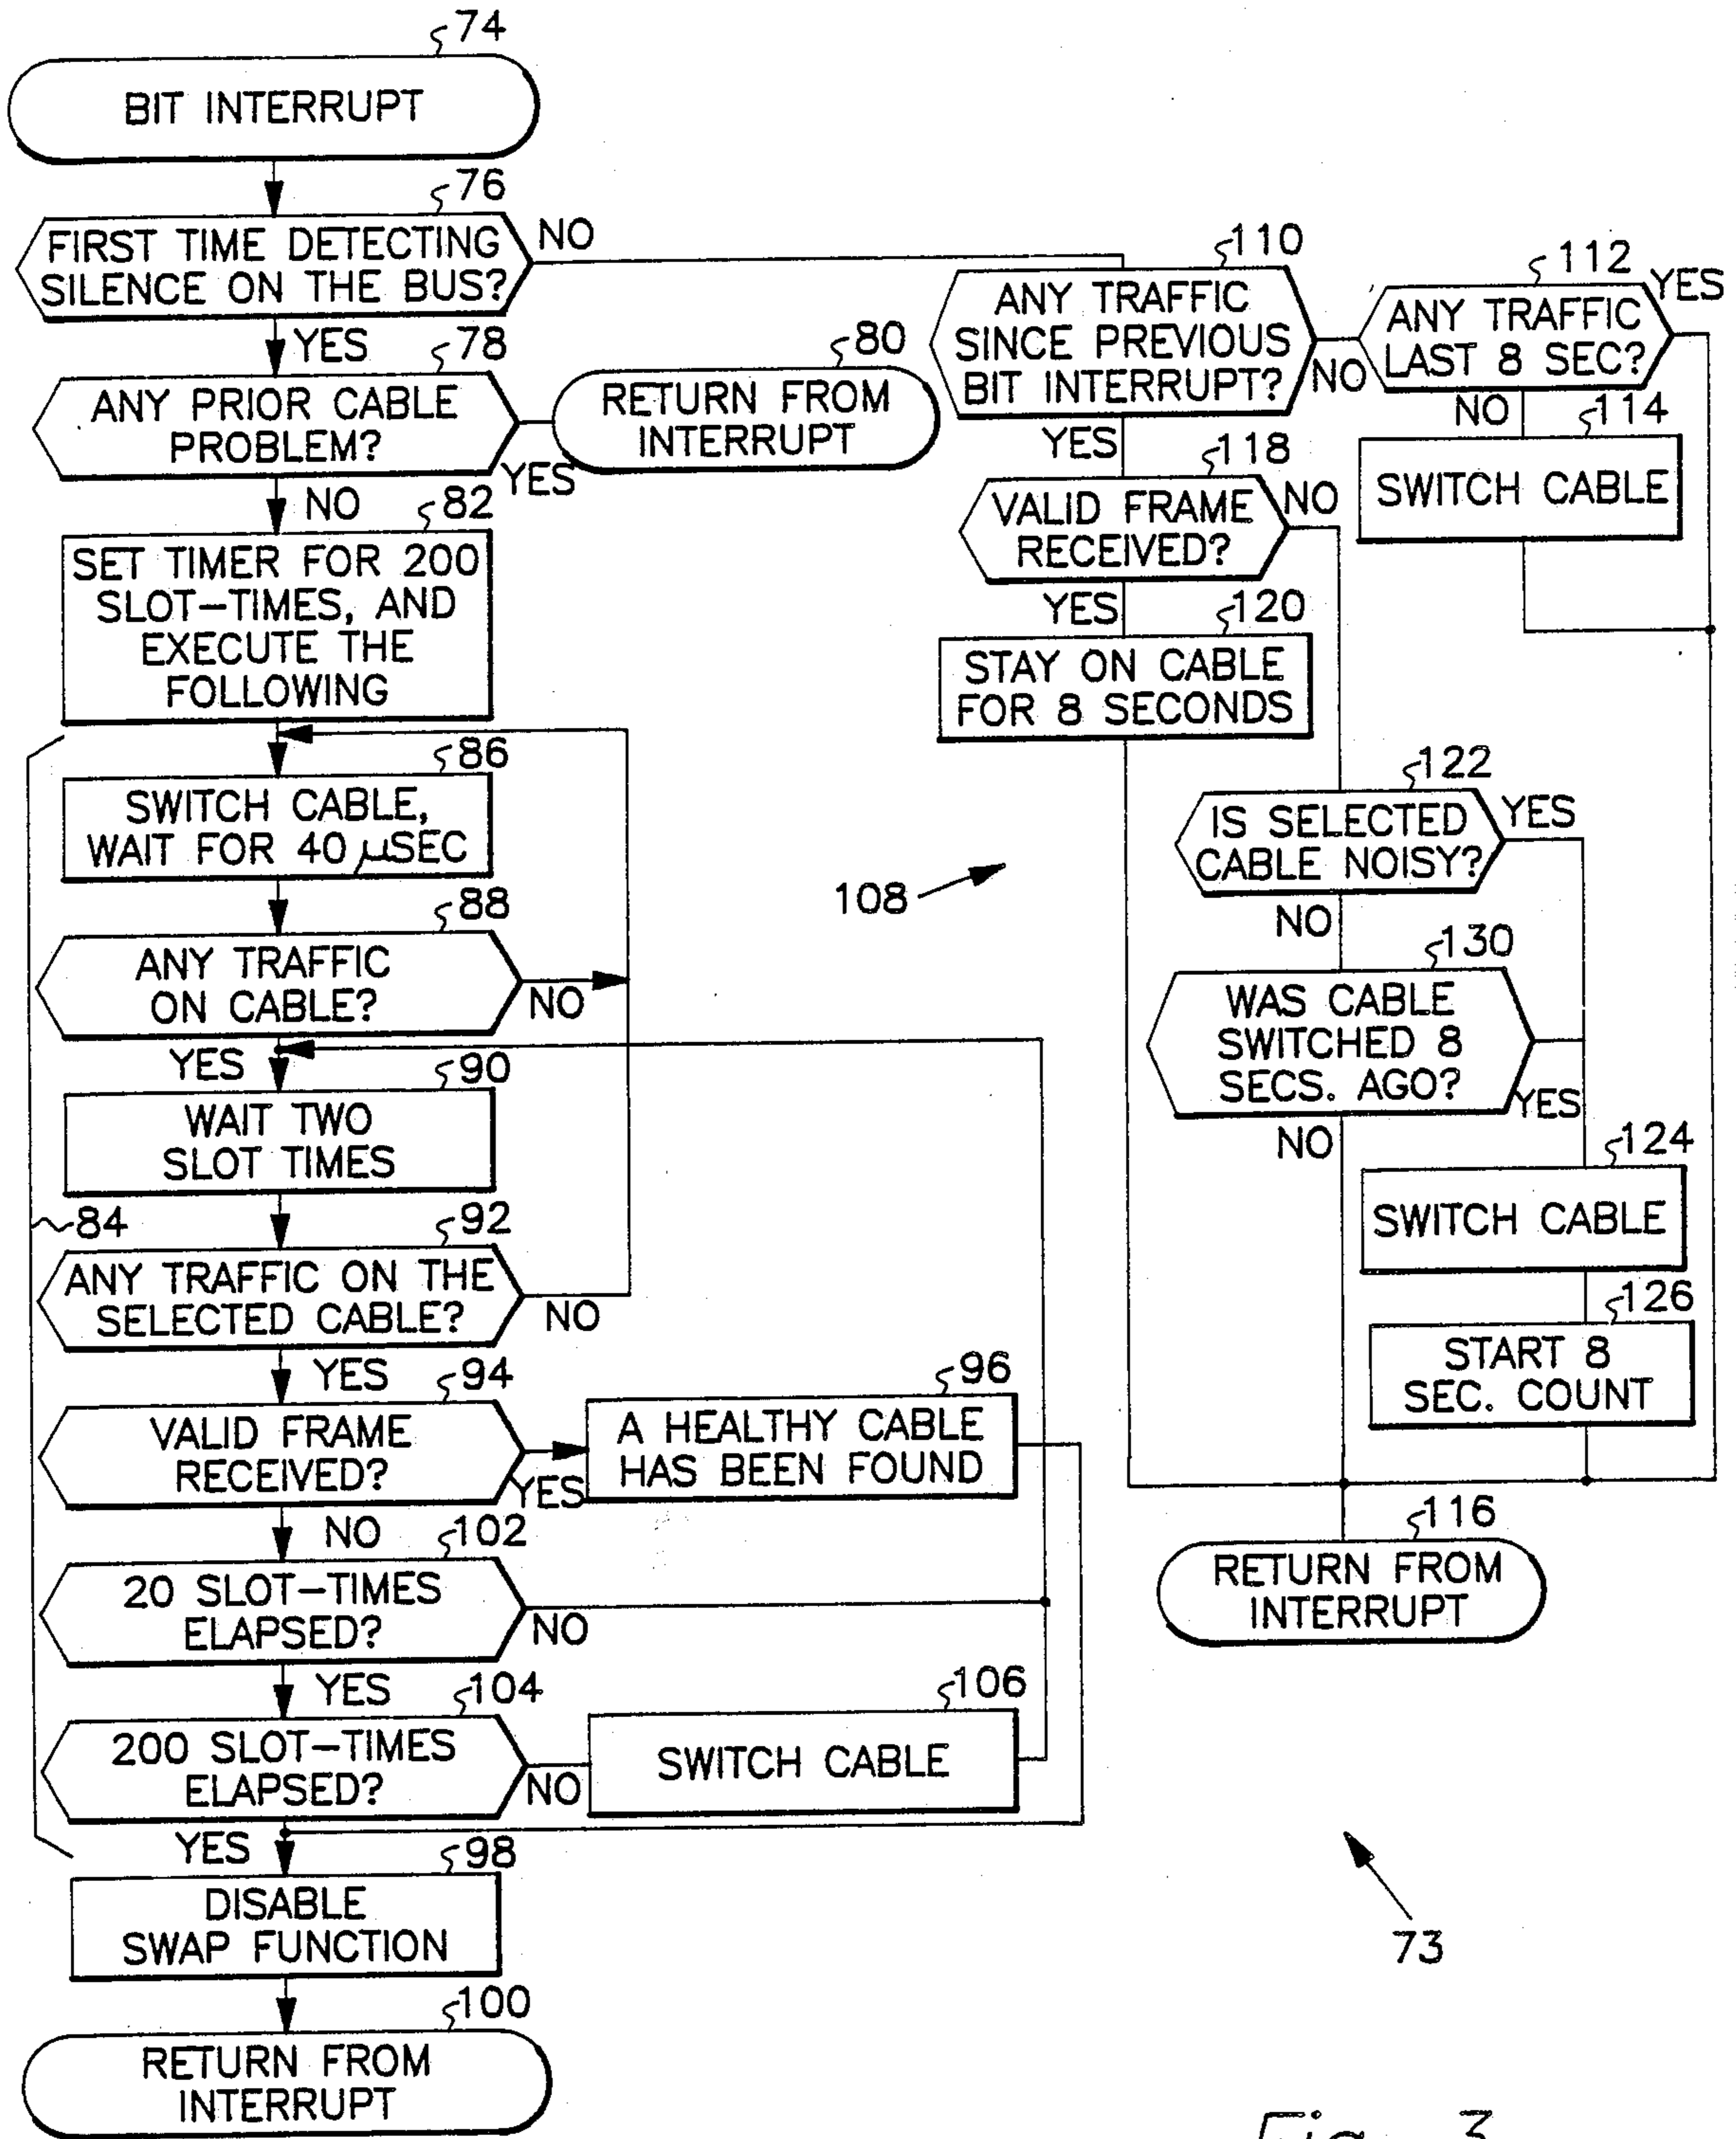 74
BIT INTERRUPT
76
FIRST TIME DETECTING
SILENCE ON THE BUS?
NO
YES
78
ANY PRIOR CABLE
PROBLEM?
YES
80
RETURN FROM
INTERRUPT
NO
82
SET TIMER FOR 200
SLOT-TIMES, AND
EXECUTE THE
FOLLOWING
84
86
SWITCH CABLE,
WAIT FOR 40 μSEC
88
ANY TRAFFIC
ON CABLE?
NO
YES
90
WAIT TWO
SLOT TIMES
92
ANY TRAFFIC ON THE
SELECTED CABLE?
NO
YES
94
VALID FRAME
RECEIVED?
YES
96
A HEALTHY CABLE
HAS BEEN FOUND
NO
102
20 SLOT-TIMES
ELAPSED?
NO
YES
104
200 SLOT-TIMES
ELAPSED?
NO
106
SWITCH CABLE
YES
98
DISABLE
SWAP FUNCTION
100
RETURN FROM
INTERRUPT
108
110
ANY TRAFFIC
SINCE PREVIOUS
BIT INTERRUPT?
NO
112
ANY TRAFFIC
LAST 8 SEC?
YES
NO
114
SWITCH CABLE
YES
118
VALID FRAME
RECEIVED?
NO
YES
120
STAY ON CABLE
FOR 8 SECONDS
122
IS SELECTED
CABLE NOISY?
YES
NO
130
WAS CABLE
SWITCHED 8
SECS. AGO?
YES
NO
124
SWITCH CABLE
126
START 8
SEC. COUNT
116
RETURN FROM
INTERRUPT
73
Fig. 3